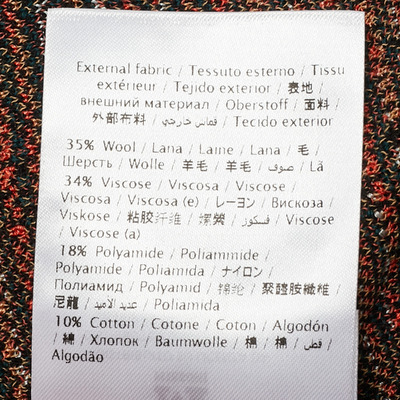 External fabric / Tessuto esterno / Tissu
extérieur / Tejido exterior / 表地 /
внешний материал / Oberstoff / 面料 /
外部布料 / قماش خارجي / Tecido exterior
35% Wool / Lana / Laine / Lana / 毛 /
Шерсть / Wolle / 羊毛 / 羊毛 / صوف / Lã
34% Viscose / Viscosa / Viscose /
Viscosa / Viscosa (e) / レーヨン / Вискоза /
Viskose / 粘胶纤维 / 嫘縈 / فسكوز / Viscose
/ Viscose (a)
18% Polyamide / Poliammide /
Polyamide / Poliamida / ナイロン /
Полиамид / Polyamid / 锦纶 / 聚醯胺纖維 /
尼龍 / عديد الأميد / Poliamida
10% Cotton / Cotone / Coton / Algodón
/ 綿 / Хлопок / Baumwolle / 棉 / 棉 / قطن /
Algodão